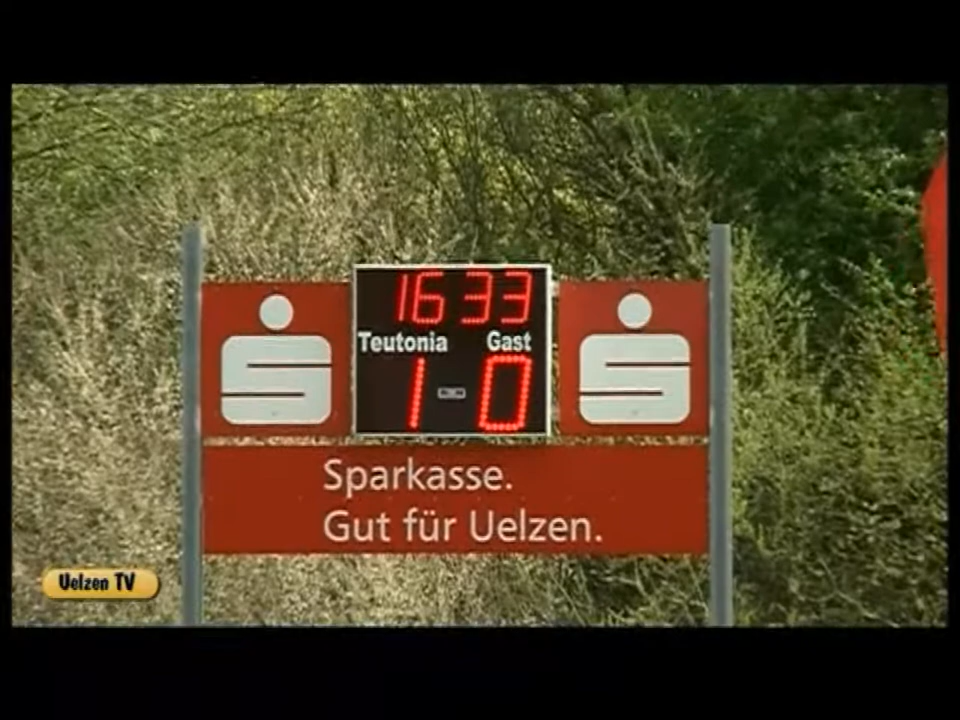 16 33
Teutonia Gast
1 - 0
Sparkasse.
Gut für Uelzen.
Uelzen TV